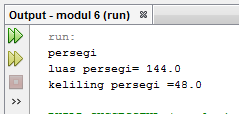 Output - modul 6 (run)
run:
persegi
luas persegi= 144.0
keliling persegi =48.0